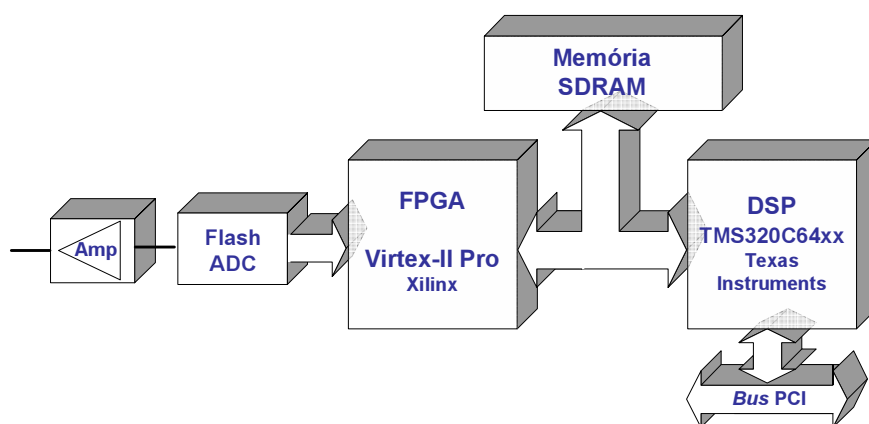 Memória
SDRAM
Amp
Flash
ADC
FPGA
Virtex-II Pro
Xilinx
DSP
TMS320C64xx
Texas
Instruments
Bus PCI